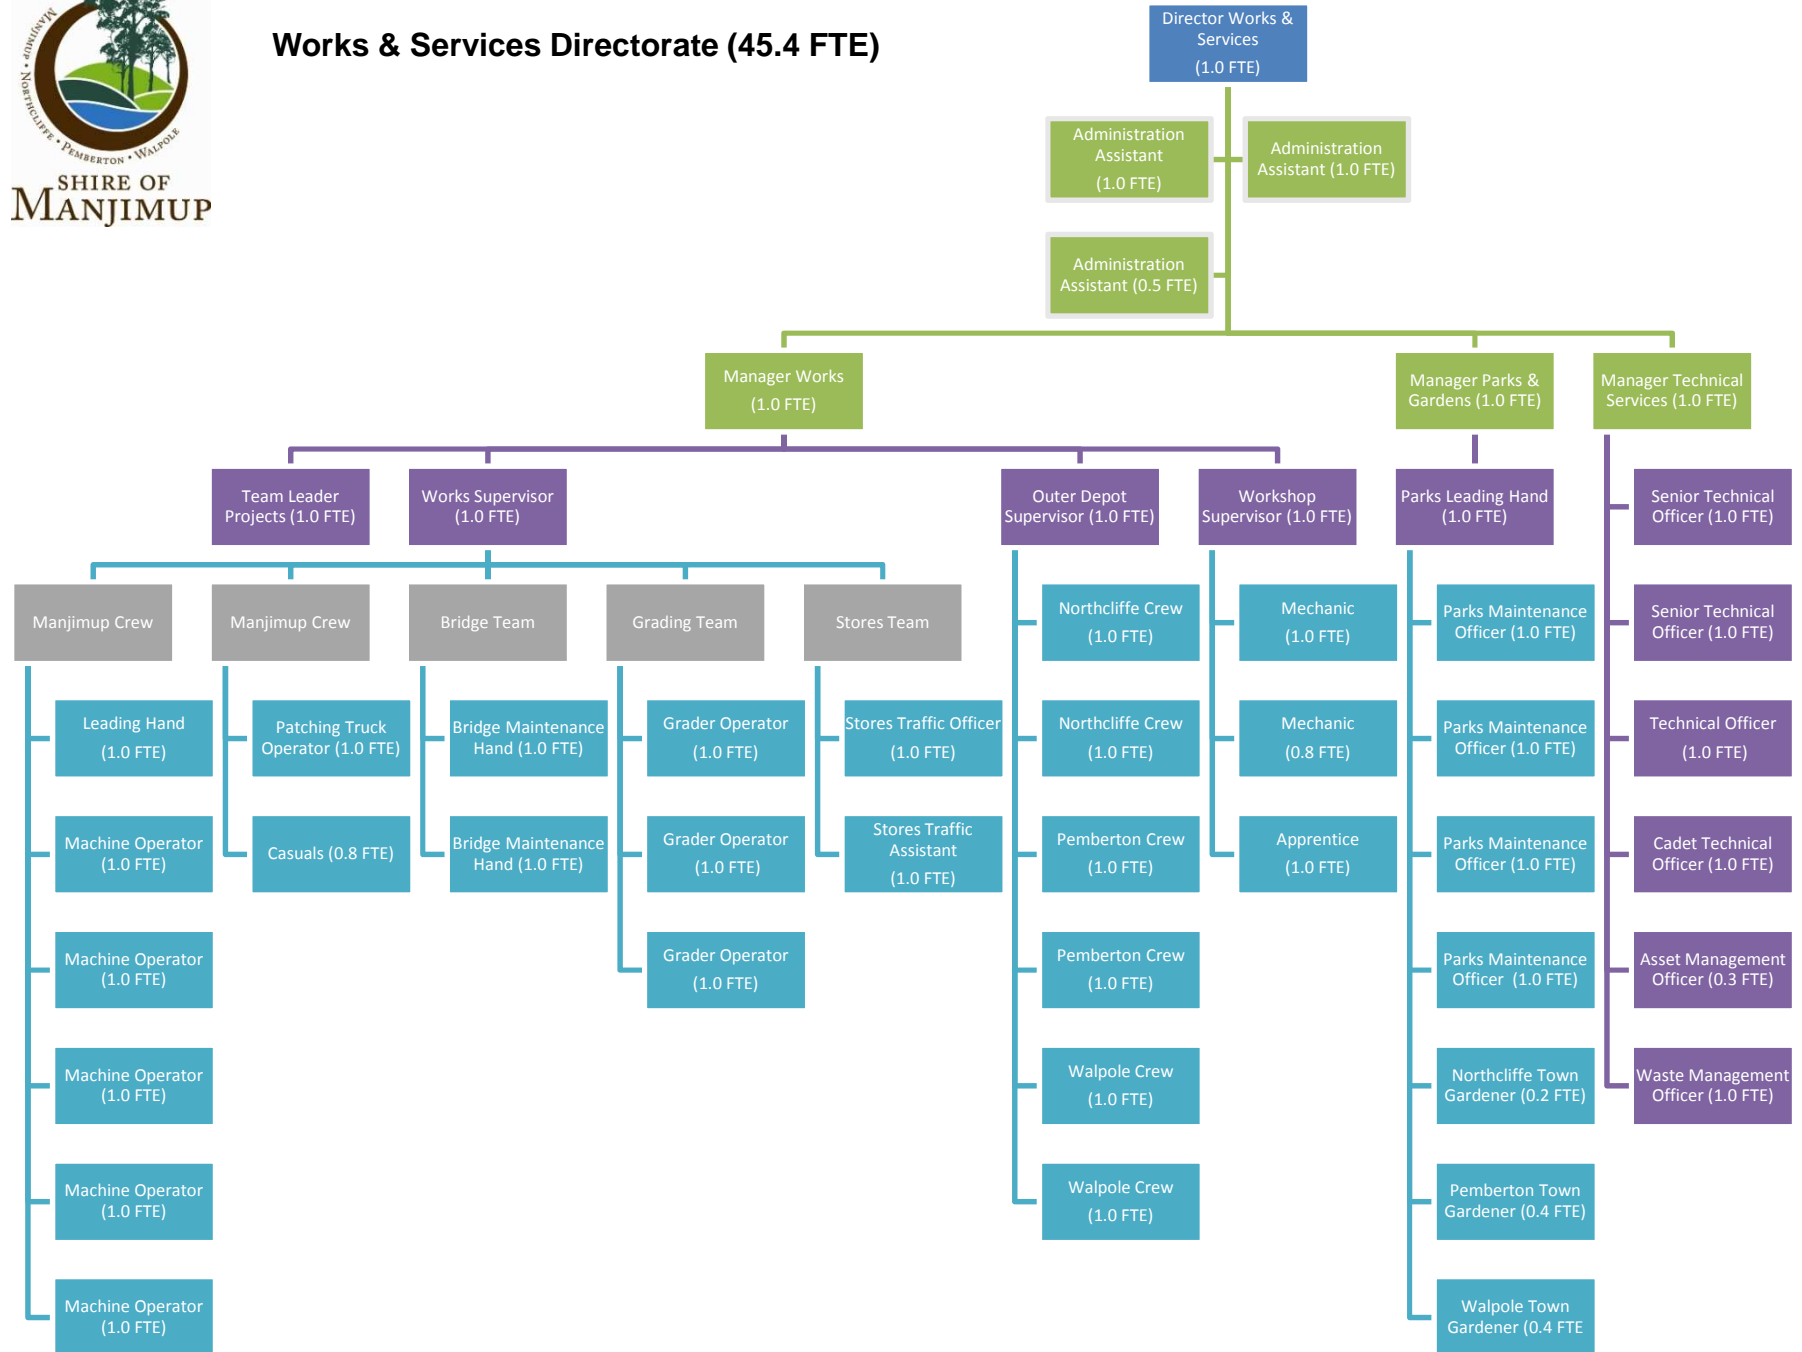 MANJIMUP • NORTHCLIFFE • PEMBERTON • WALPOLE
SHIRE OF
MANJIMUP
Works & Services Directorate (45.4 FTE)
Director Works &
Services
(1.0 FTE)
Administration
Assistant
(1.0 FTE)
Administration
Assistant (1.0 FTE)
Administration
Assistant (0.5 FTE)
Manager Works
(1.0 FTE)
Manager Parks &
Gardens (1.0 FTE)
Manager Technical
Services (1.0 FTE)
Team Leader
Projects (1.0 FTE)
Works Supervisor
(1.0 FTE)
Outer Depot
Supervisor (1.0 FTE)
Workshop
Supervisor (1.0 FTE)
Parks Leading Hand
(1.0 FTE)
Senior Technical
Officer (1.0 FTE)
Manjimup Crew
Manjimup Crew
Bridge Team
Grading Team
Stores Team
Northcliffe Crew
(1.0 FTE)
Mechanic
(1.0 FTE)
Parks Maintenance
Officer (1.0 FTE)
Senior Technical
Officer (1.0 FTE)
Leading Hand
(1.0 FTE)
Patching Truck
Operator (1.0 FTE)
Bridge Maintenance
Hand (1.0 FTE)
Grader Operator
(1.0 FTE)
Stores Traffic Officer
(1.0 FTE)
Northcliffe Crew
(1.0 FTE)
Mechanic
(0.8 FTE)
Parks Maintenance
Officer (1.0 FTE)
Technical Officer
(1.0 FTE)
Machine Operator
(1.0 FTE)
Casuals (0.8 FTE)
Bridge Maintenance
Hand (1.0 FTE)
Grader Operator
(1.0 FTE)
Stores Traffic
Assistant
(1.0 FTE)
Pemberton Crew
(1.0 FTE)
Apprentice
(1.0 FTE)
Parks Maintenance
Officer (1.0 FTE)
Cadet Technical
Officer (1.0 FTE)
Machine Operator
(1.0 FTE)
Grader Operator
(1.0 FTE)
Pemberton Crew
(1.0 FTE)
Parks Maintenance
Officer (1.0 FTE)
Asset Management
Officer (0.3 FTE)
Machine Operator
(1.0 FTE)
Walpole Crew
(1.0 FTE)
Northcliffe Town
Gardener (0.2 FTE)
Waste Management
Officer (1.0 FTE)
Machine Operator
(1.0 FTE)
Walpole Crew
(1.0 FTE)
Pemberton Town
Gardener (0.4 FTE)
Machine Operator
(1.0 FTE)
Walpole Town
Gardener (0.4 FTE